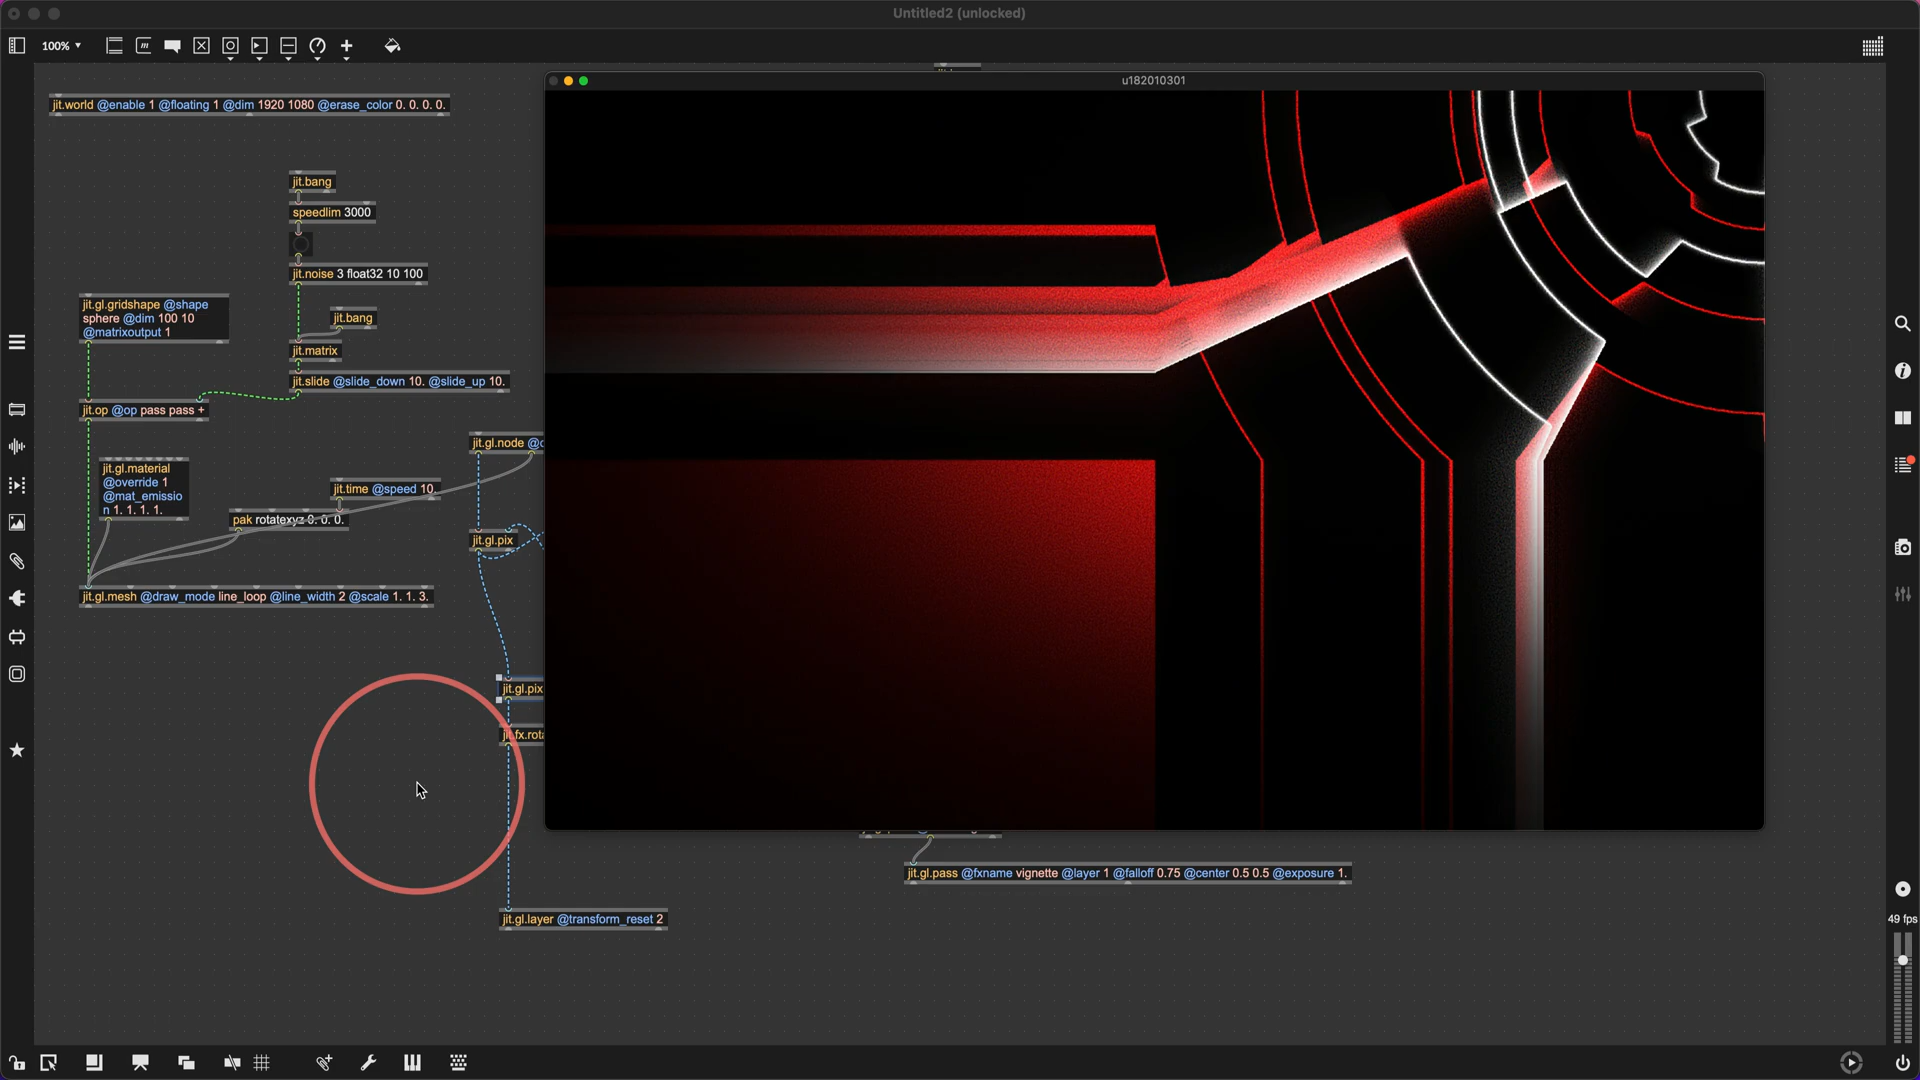 Untitled2 (unlocked)
100%
u182010301
jit.world @enable 1 @floating 1 @dim 1920 1080 @erase_color 0. 0. 0. 0.
jit.bang
speedlim 3000
jit.noise 3 float32 10 100
jit.gl.gridshape @shape
sphere @dim 100 10
@matrixoutput 1
jit.bang
jit.matrix
jit.slide @slide_down 10. @slide_up 10.
jit.op @op pass pass +
jit.gl.node @c
jit.gl.material
@override 1
@mat_emissio
n 1. 1. 1. 1.
jit.time @speed 10.
pak rotatexyz 0. 0. 0.
jit.gl.pix
jit.gl.mesh @draw_mode line_loop @line_width 2 @scale 1. 1. 3.
jit.gl.pix
jit.fx.rota
jit.gl.pass @fxname vignette @layer 1 @falloff 0.75 @center 0.5 0.5 @exposure 1.
jit.gl.layer @transform_reset 2
49 fps